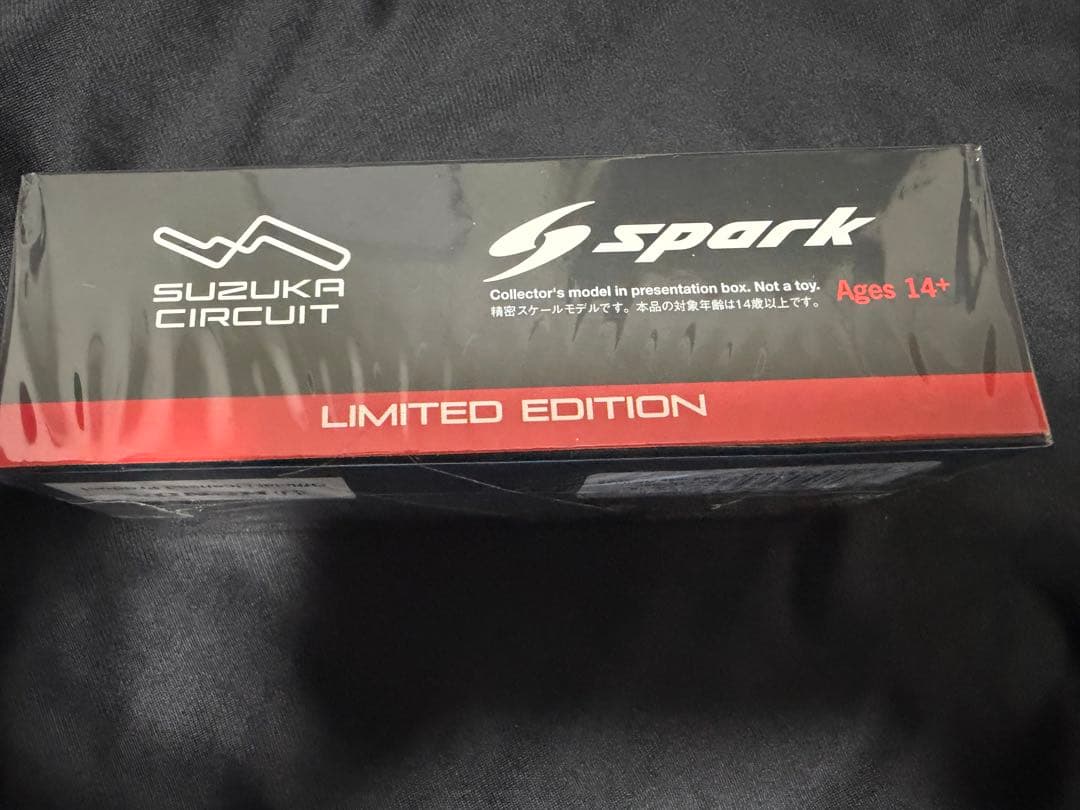 SUZUKA
CIRCUIT
spark
Collector's model in presentation box. Not a toy.
精密スケールモデルです。本品の対象年齢は14歳以上です。
Ages 14+
LIMITED EDITION